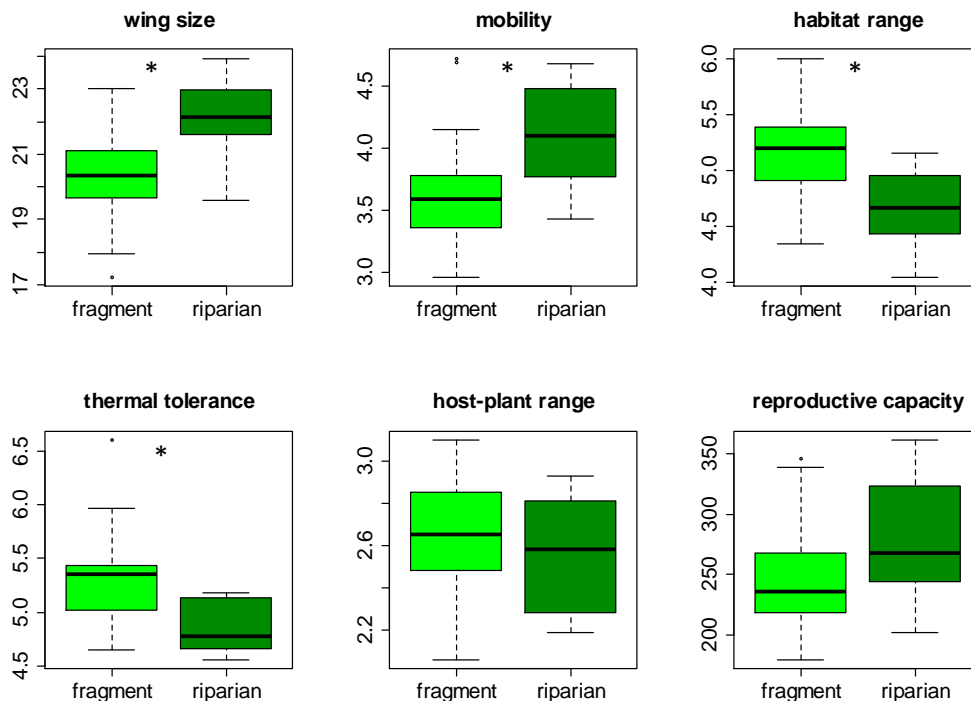 wing size
*
17 19 21 23
fragment riparian
mobility
*
3.0 3.5 4.0 4.5
fragment riparian
habitat range
*
4.0 4.5 5.0 5.5 6.0
fragment riparian
thermal tolerance
*
4.5 5.0 5.5 6.0 6.5
fragment riparian
host-plant range
2.2 2.6 3.0
fragment riparian
reproductive capacity
200 250 300 350
fragment riparian